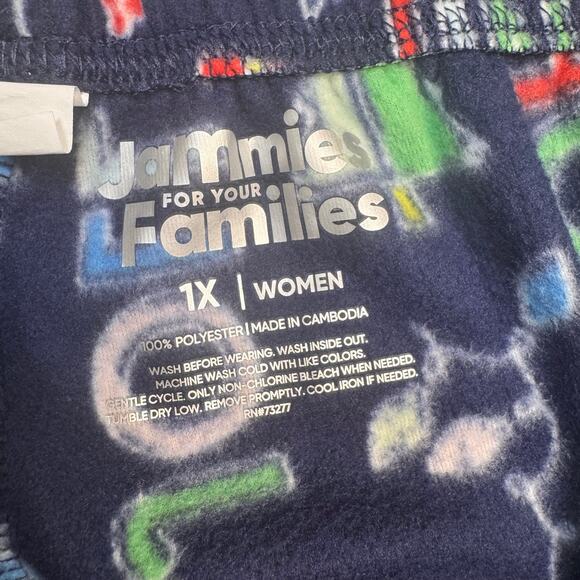 Jammies
FOR YOUR
Families
1X | WOMEN
100% POLYESTER | MADE IN CAMBODIA
WASH BEFORE WEARING. WASH INSIDE OUT.
MACHINE WASH COLD WITH LIKE COLORS.
GENTLE CYCLE. ONLY NON-CHLORINE BLEACH WHEN NEEDED.
TUMBLE DRY LOW. REMOVE PROMPTLY. COOL IRON IF NEEDED.
RN#73277